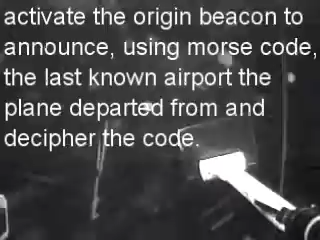 activate the origin beacon to
announce, using morse code,
the last known airport the
plane departed from and
decipher the code.